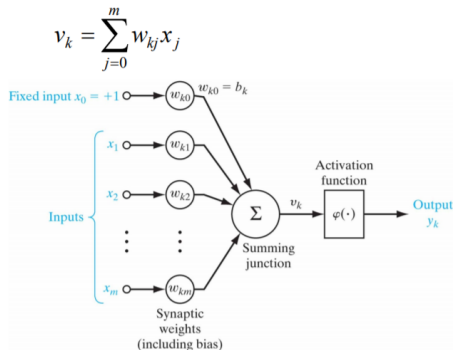 v_k = \sum_{j=0}^{m} w_{kj} x_j
Fixed input x_0 = +1
w_{k0}
w_{k0} = b_k
x_1
w_{k1}
Activation
function
x_2
w_{k2}
Σ
v_k
φ(·)
Output
y_k
Inputs
Summing
junction
x_m
w_{km}
Synaptic
weights
(including bias)